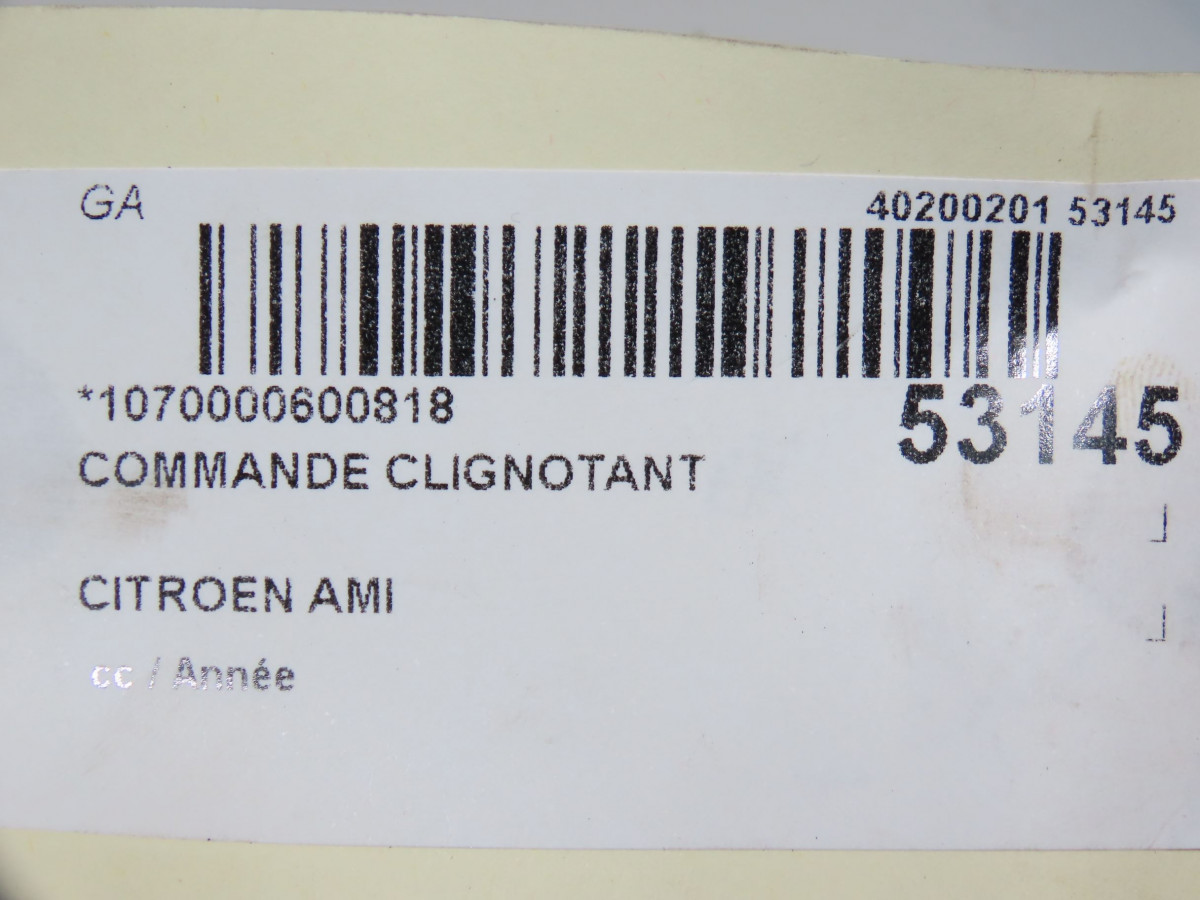 GA
40200201 53145
*1070000600818
53145
COMMANDE CLIGNOTANT
CITROEN AMI
cc / Année